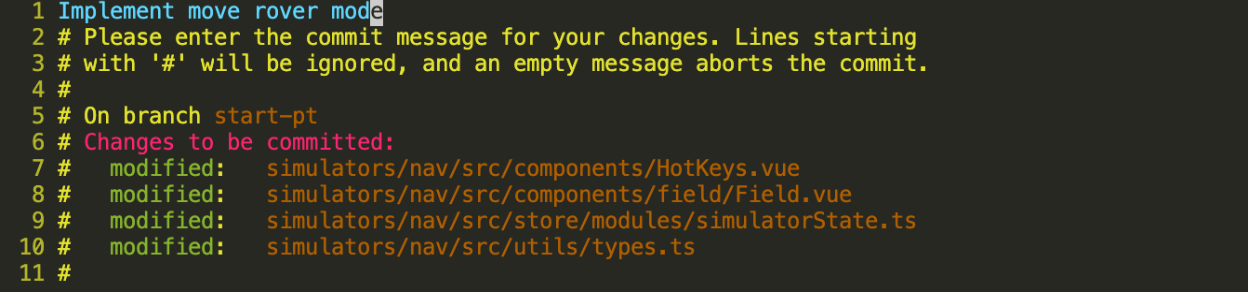 1 Implement move rover mode
2 # Please enter the commit message for your changes. Lines starting
3 # with '#' will be ignored, and an empty message aborts the commit.
4 #
5 # On branch start-pt
6 # Changes to be committed:
7 #   modified:   simulators/nav/src/components/HotKeys.vue
8 #   modified:   simulators/nav/src/components/field/Field.vue
9 #   modified:   simulators/nav/src/store/modules/simulatorState.ts
10 #   modified:   simulators/nav/src/utils/types.ts
11 #